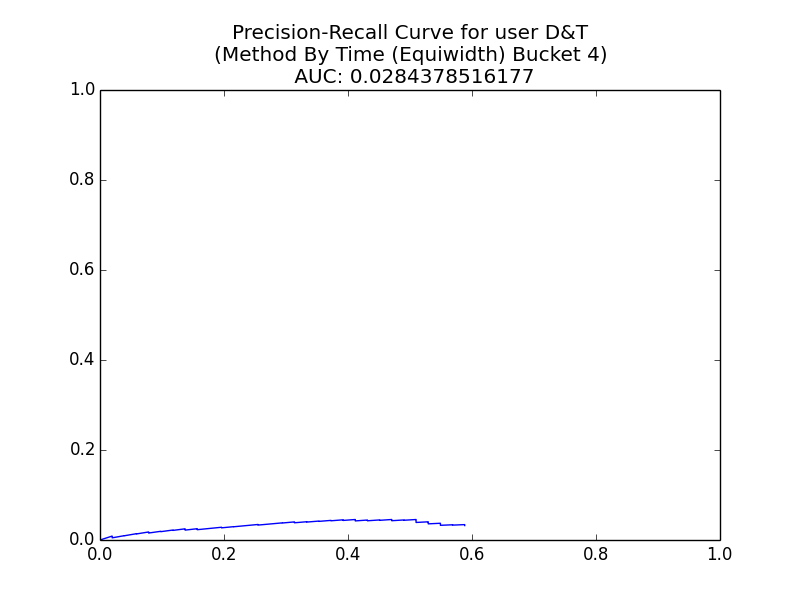 Precision-Recall Curve for user D&T
(Method By Time (Equiwidth) Bucket 4)
AUC: 0.0284378516177
1.0
0.8
0.6
0.4
0.2
0.0
0.0 0.2 0.4 0.6 0.8 1.0